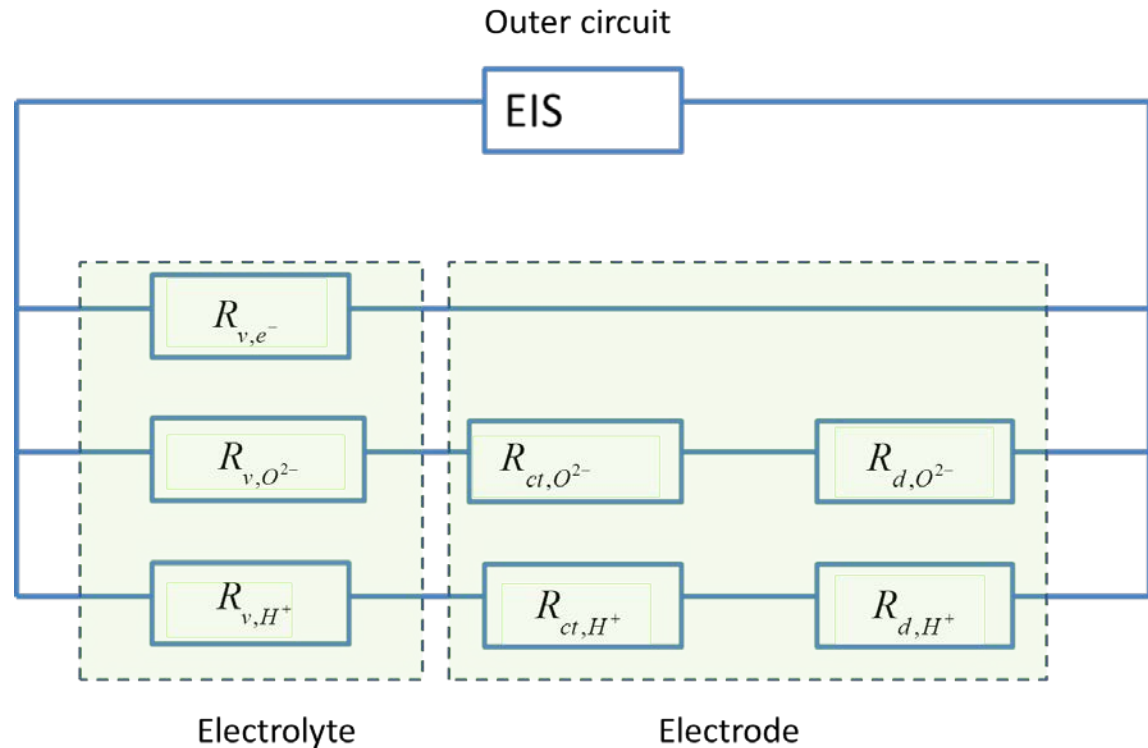 Outer circuit
EIS
R_{v,e^-}
R_{v,O^{2-}} R_{ct,O^{2-}} R_{d,O^{2-}}
R_{v,H^+} R_{ct,H^+} R_{d,H^+}
Electrolyte Electrode